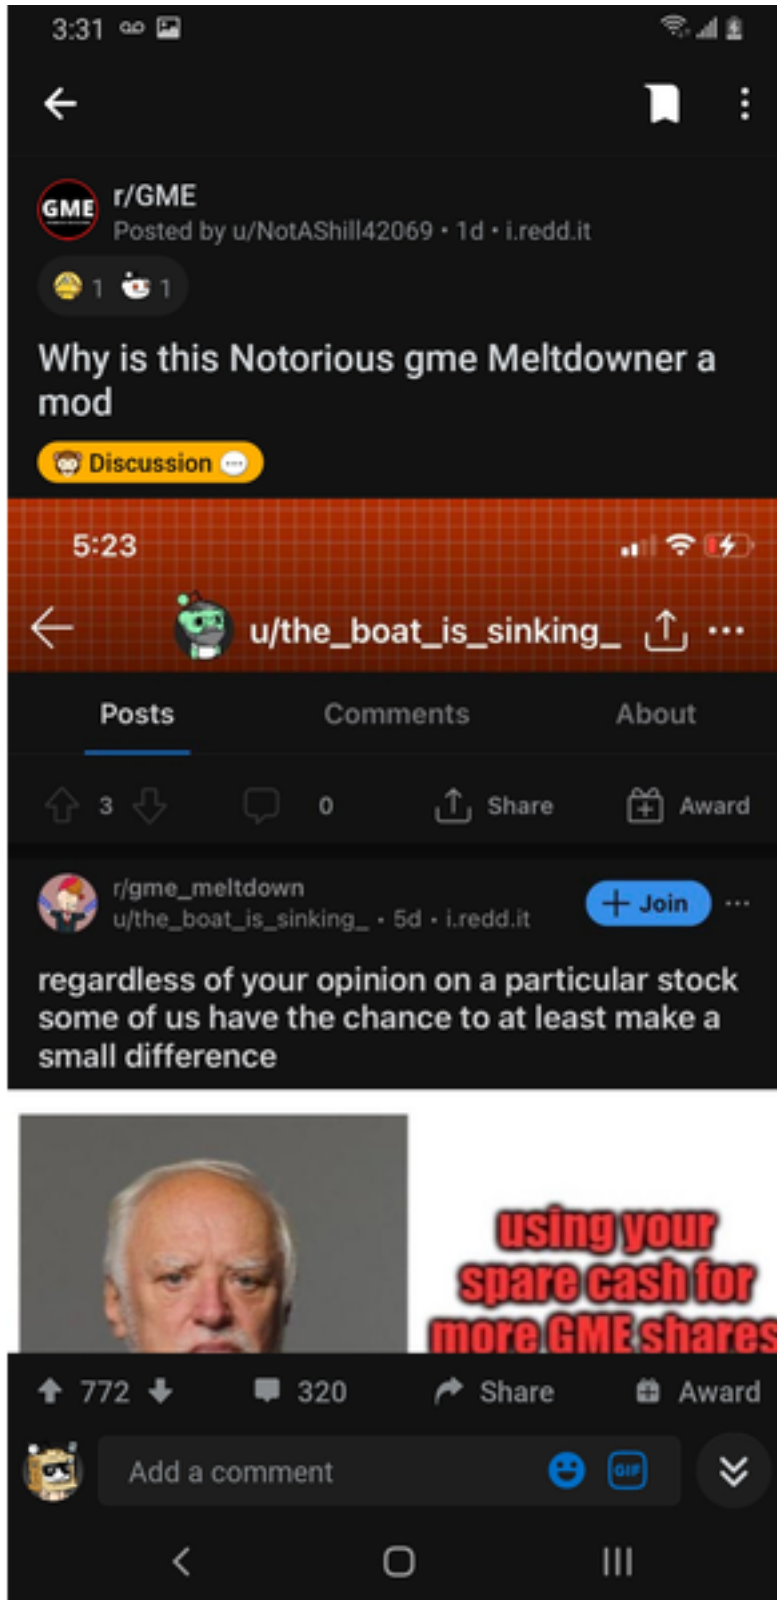 3:31
r/GME
GME
Posted by u/NotAShill42069 • 1d • i.redd.it
1 1
Why is this Notorious gme Meltdowner a
mod
Discussion
5:23
u/the_boat_is_sinking_
Posts Comments About
3 0 Share Award
r/gme_meltdown
u/the_boat_is_sinking_ • 5d • i.redd.it
+ Join
regardless of your opinion on a particular stock
some of us have the chance to at least make a
small difference
using your
spare cash for
more GME shares
772 320 Share Award
Add a comment
GIF